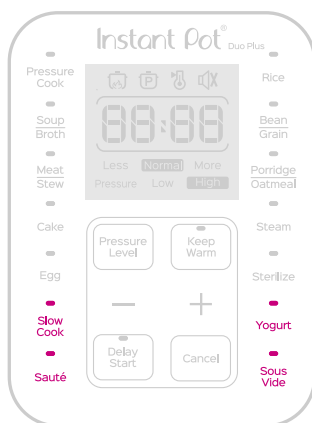 Instant Pot® Duo Plus
Pressure
Cook
Soup
Broth
Meat
Stew
Cake
Egg
Slow
Cook
Sauté
88:88
Less Normal More
Pressure Low High
Pressure
Level
Keep
Warm
− +
Delay
Start
Cancel
Rice
Bean
Grain
Porridge
Oatmeal
Steam
Sterilize
Yogurt
Sous
Vide